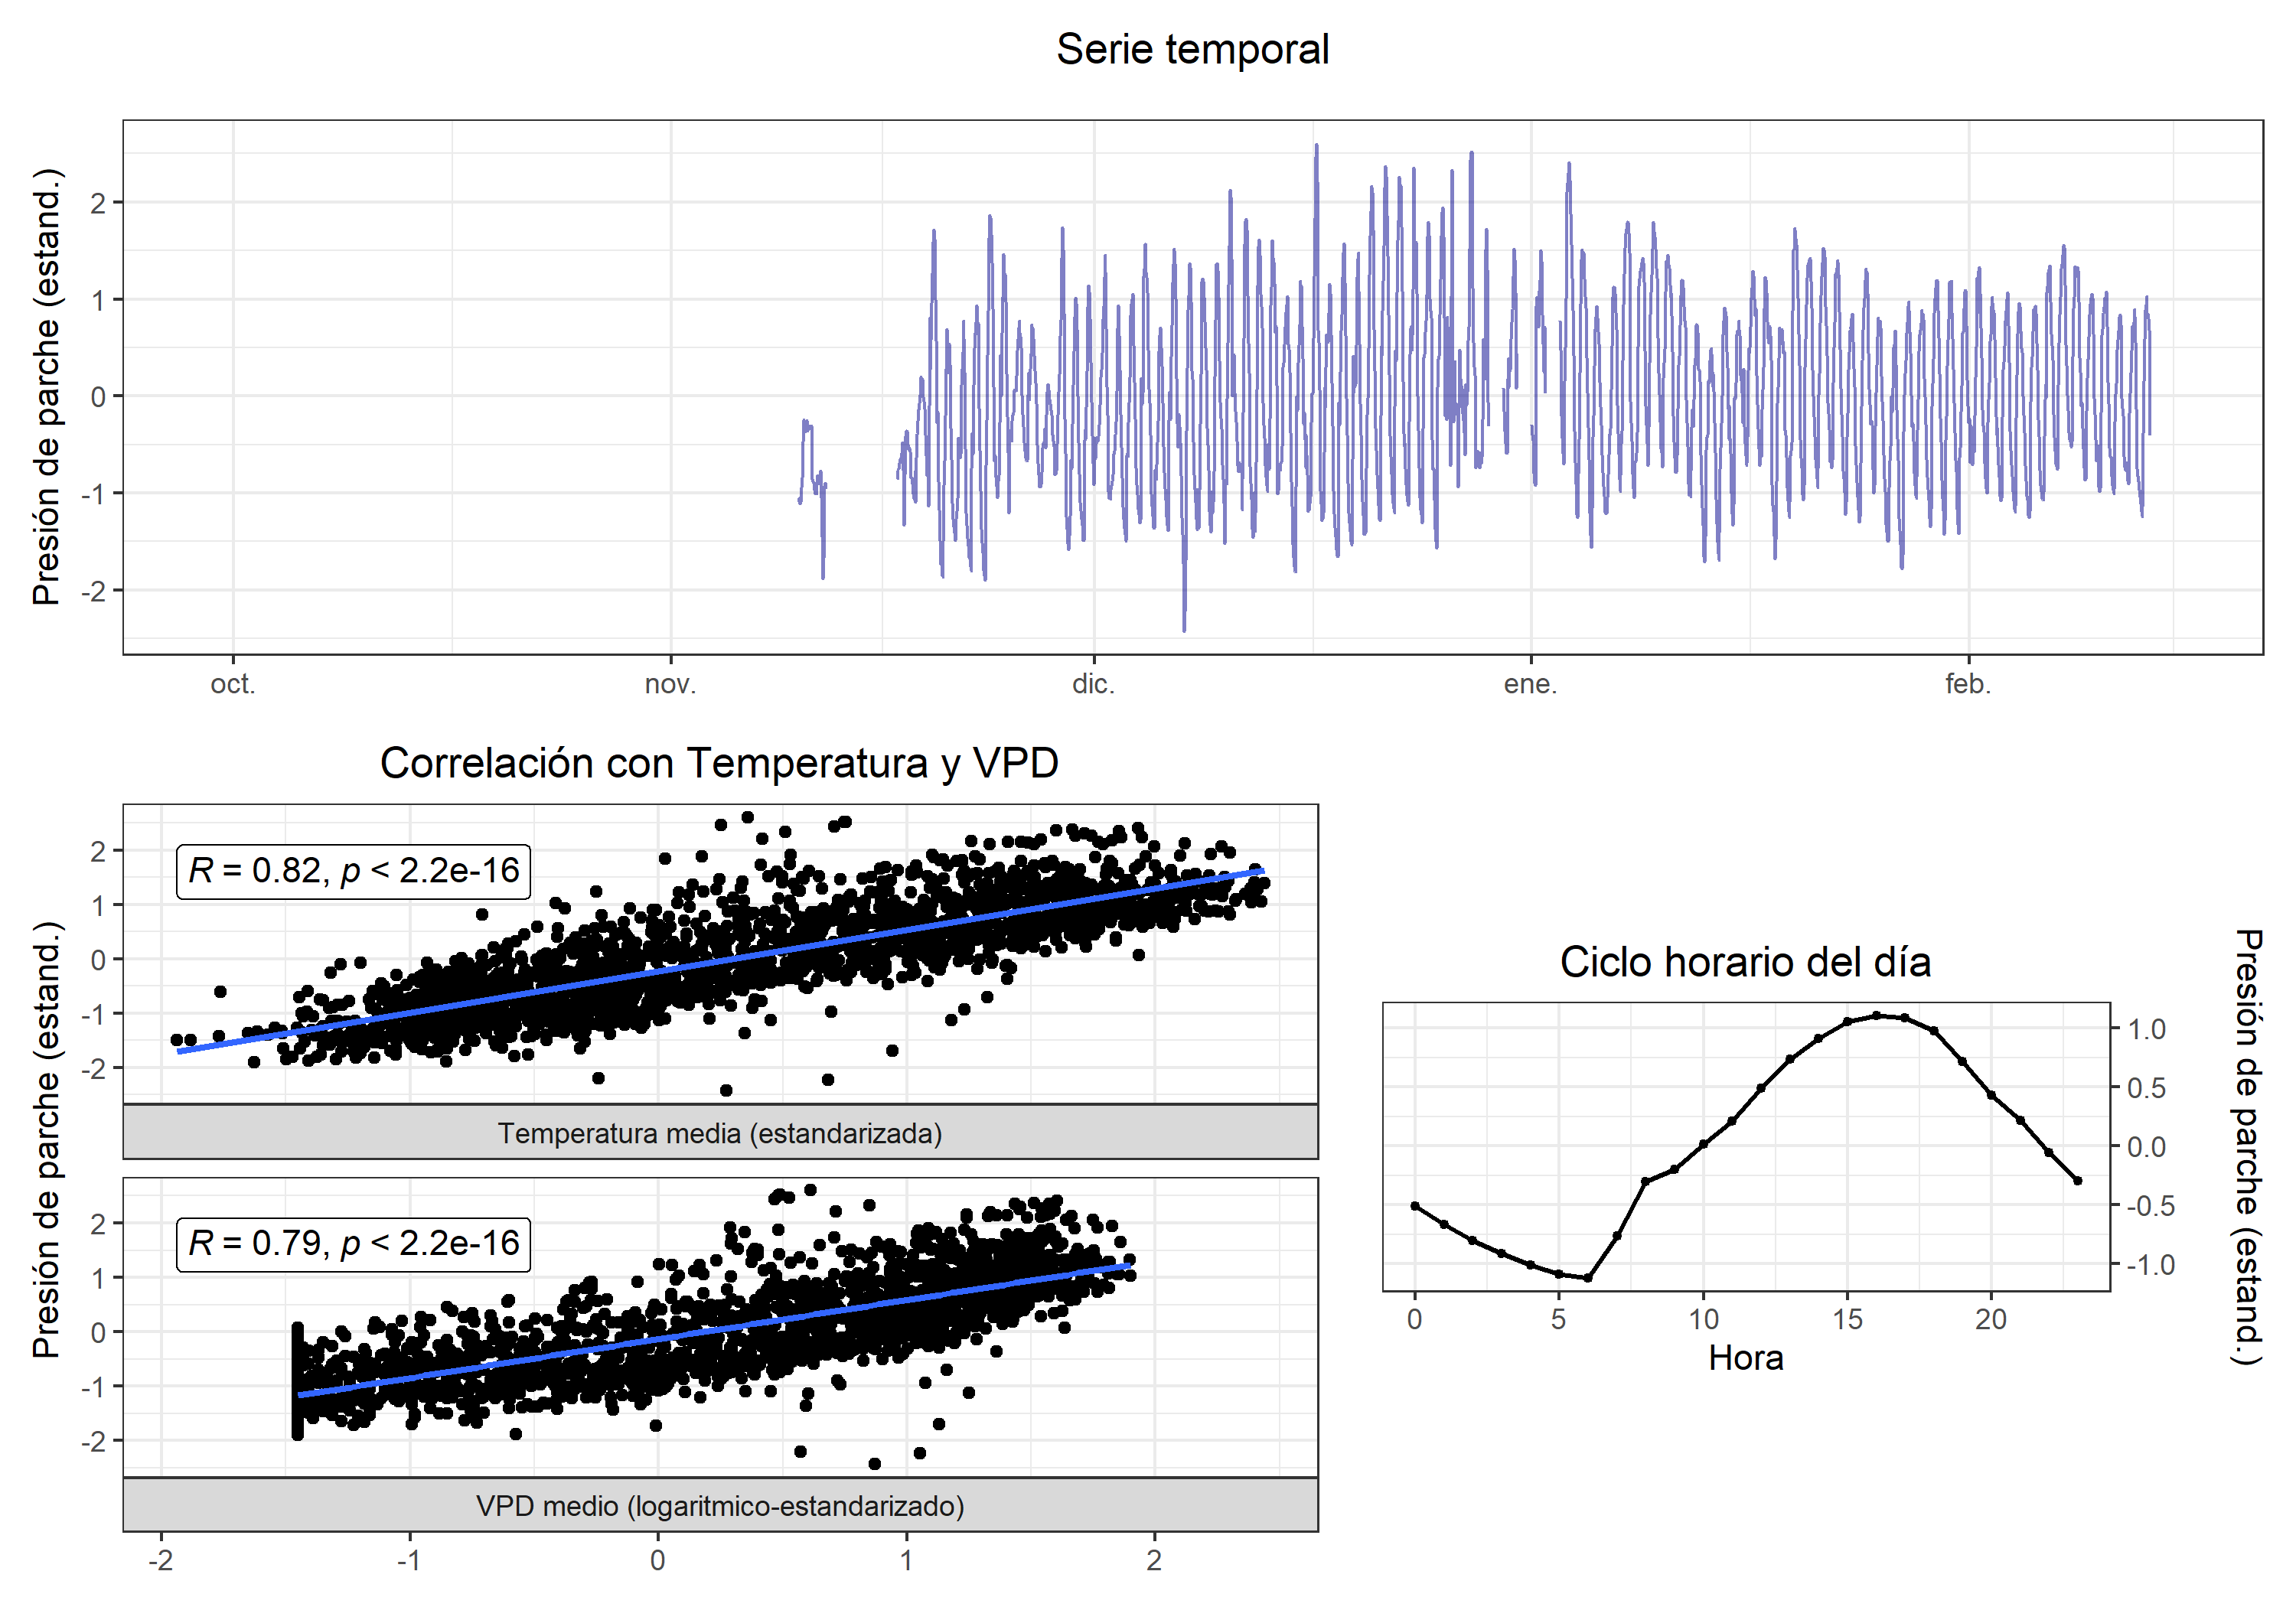 Serie temporal
Presión de parche (estand.)
2
1
0
-1
-2
oct.
nov.
dic.
ene.
feb.
Correlación con Temperatura y VPD
Presión de parche (estand.)
2
1
0
-1
-2
R = 0.82, p < 2.2e-16
Temperatura media (estandarizada)
2
1
0
-1
-2
R = 0.79, p < 2.2e-16
VPD medio (logaritmico-estandarizado)
-2
-1
0
1
2
Ciclo horario del día
1.0
0.5
0.0
-0.5
-1.0
Presión de parche (estand.)
0
5
10
15
20
Hora